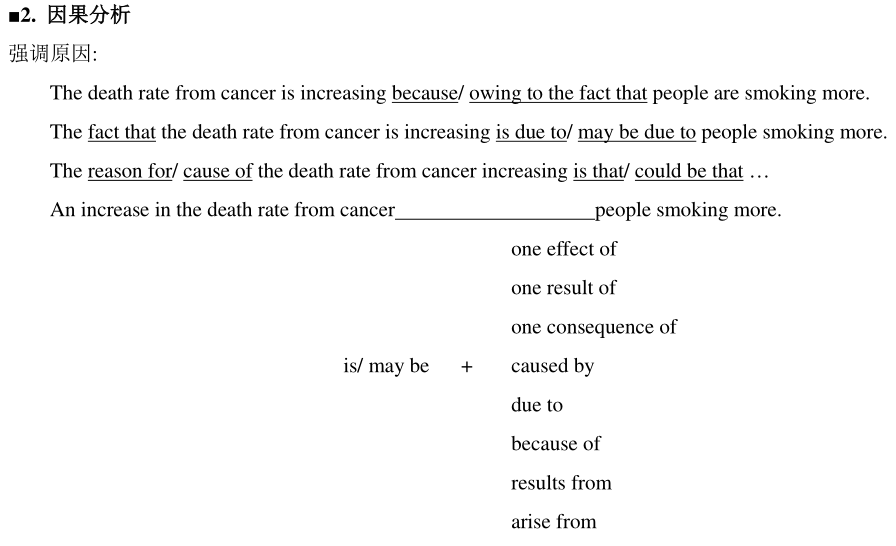 ■2. 因果分析
强调原因:
The death rate from cancer is increasing because/ owing to the fact that people are smoking more.
The fact that the death rate from cancer is increasing is due to/ may be due to people smoking more.
The reason for/ cause of the death rate from cancer increasing is that/ could be that …
An increase in the death rate from cancer____________________people smoking more.
one effect of
one result of
one consequence of
is/ may be + caused by
due to
because of
results from
arise from